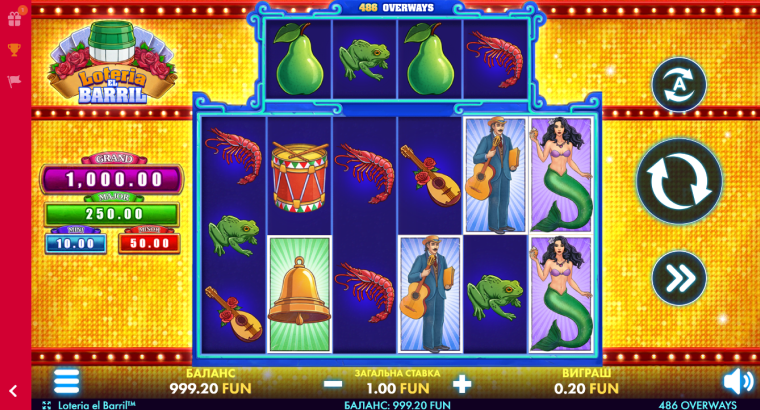 486 OVERWAYS
Loteria
EL
BARRIL
A
GRAND
1,000.00
MAJOR
250.00
MINI
10.00
MINOR
50.00
БАЛАНС
999.20 FUN
ЗАГАЛЬНА СТАВКА
1.00 FUN
ВИГРАШ
0.20 FUN
Loteria el Barril™
БАЛАНС: 999.20 FUN
486 OVERWAYS